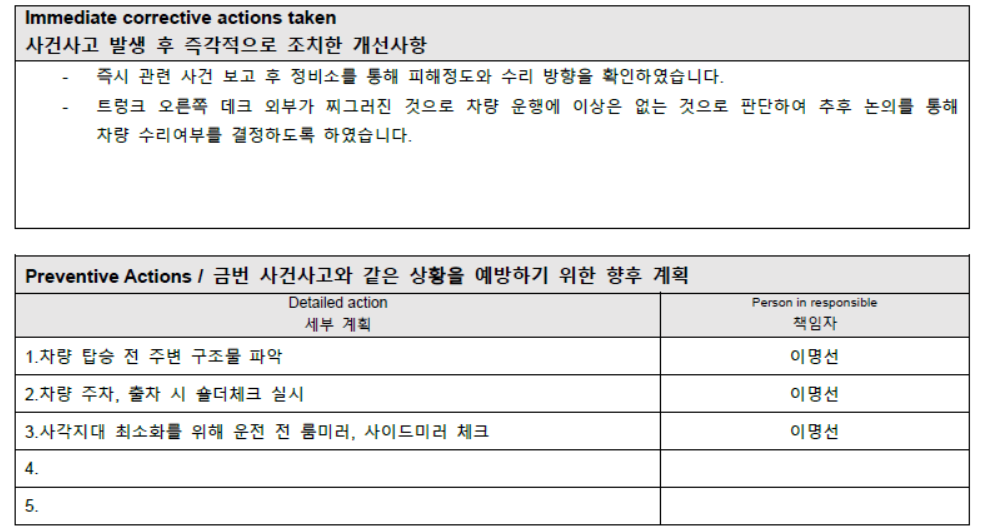 Immediate corrective actions taken
사건사고 발생 후 즉각적으로 조치한 개선사항
- 즉시 관련 사건 보고 후 정비소를 통해 피해정도와 수리 방향을 확인하였습니다.
- 트렁크 오른쪽 데크 외부가 찌그러진 것으로 차량 운행에 이상은 없는 것으로 판단하여 추후 논의를 통해
차량 수리여부를 결정하도록 하였습니다.
Preventive Actions / 금번 사건사고와 같은 상황을 예방하기 위한 향후 계획
Detailed action
세부 계획
Person in responsible
책임자
1.차량 탑승 전 주변 구조물 파악
이명선
2.차량 주차, 출차 시 숄더체크 실시
이명선
3.사각지대 최소화를 위해 운전 전 룸미러, 사이드미러 체크
이명선
4.
5.